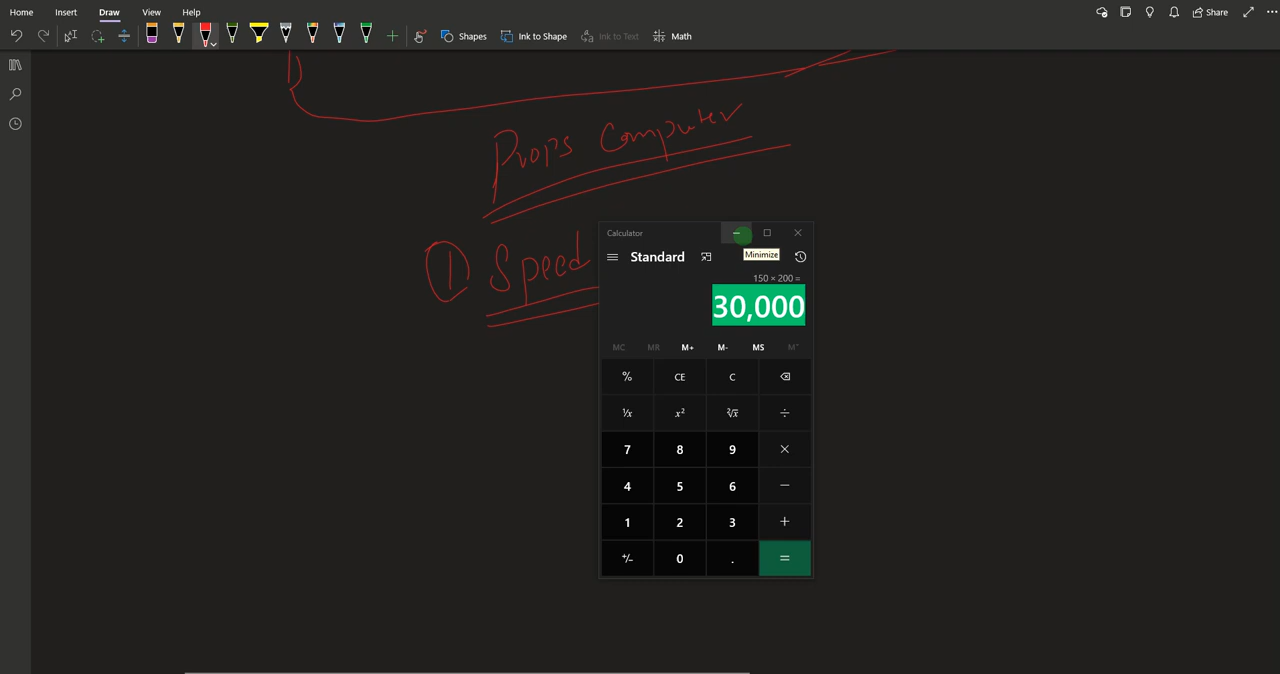 Home Insert Draw View Help Share
Shapes Ink to Shape Ink to Text Math
Props Computer
① Speed
Calculator
Minimize
Standard
150 × 200 =
30,000
MC MR M+ M- MS M˅
% CE C
¹/x x² ²√x ÷
7 8 9 ×
4 5 6 −
1 2 3 +
+/− 0 . =